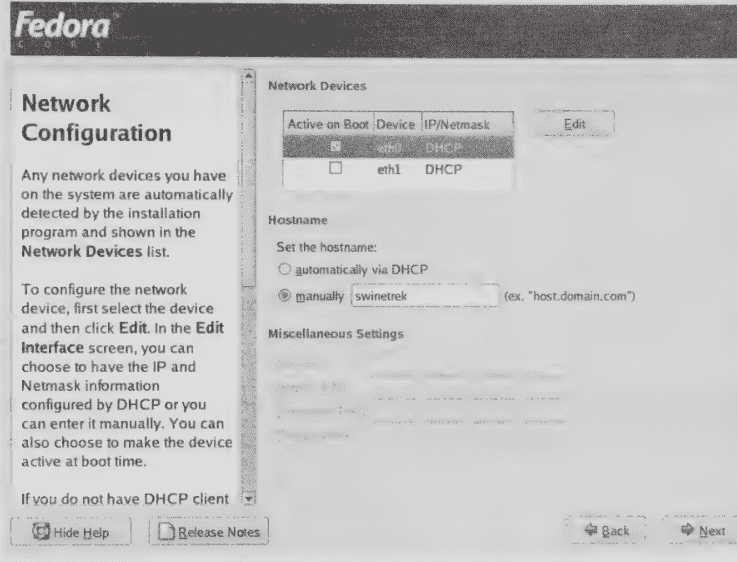 Fedora
CORE
Network
Configuration
Any network devices you have
on the system are automatically
detected by the installation
program and shown in the
Network Devices list.
To configure the network
device, first select the device
and then click Edit. In the Edit
Interface screen, you can
choose to have the IP and
Netmask information
configured by DHCP or you
can enter it manually. You can
also choose to make the device
active at boot time.
If you do not have DHCP client
Hide Help
Release Notes
Network Devices
Active on Boot Device IP/Netmask
eth0 DHCP
eth1 DHCP
Edit
Hostname
Set the hostname:
automatically via DHCP
manually swinetrek (ex. "host.domain.com")
Miscellaneous Settings
Back
Next